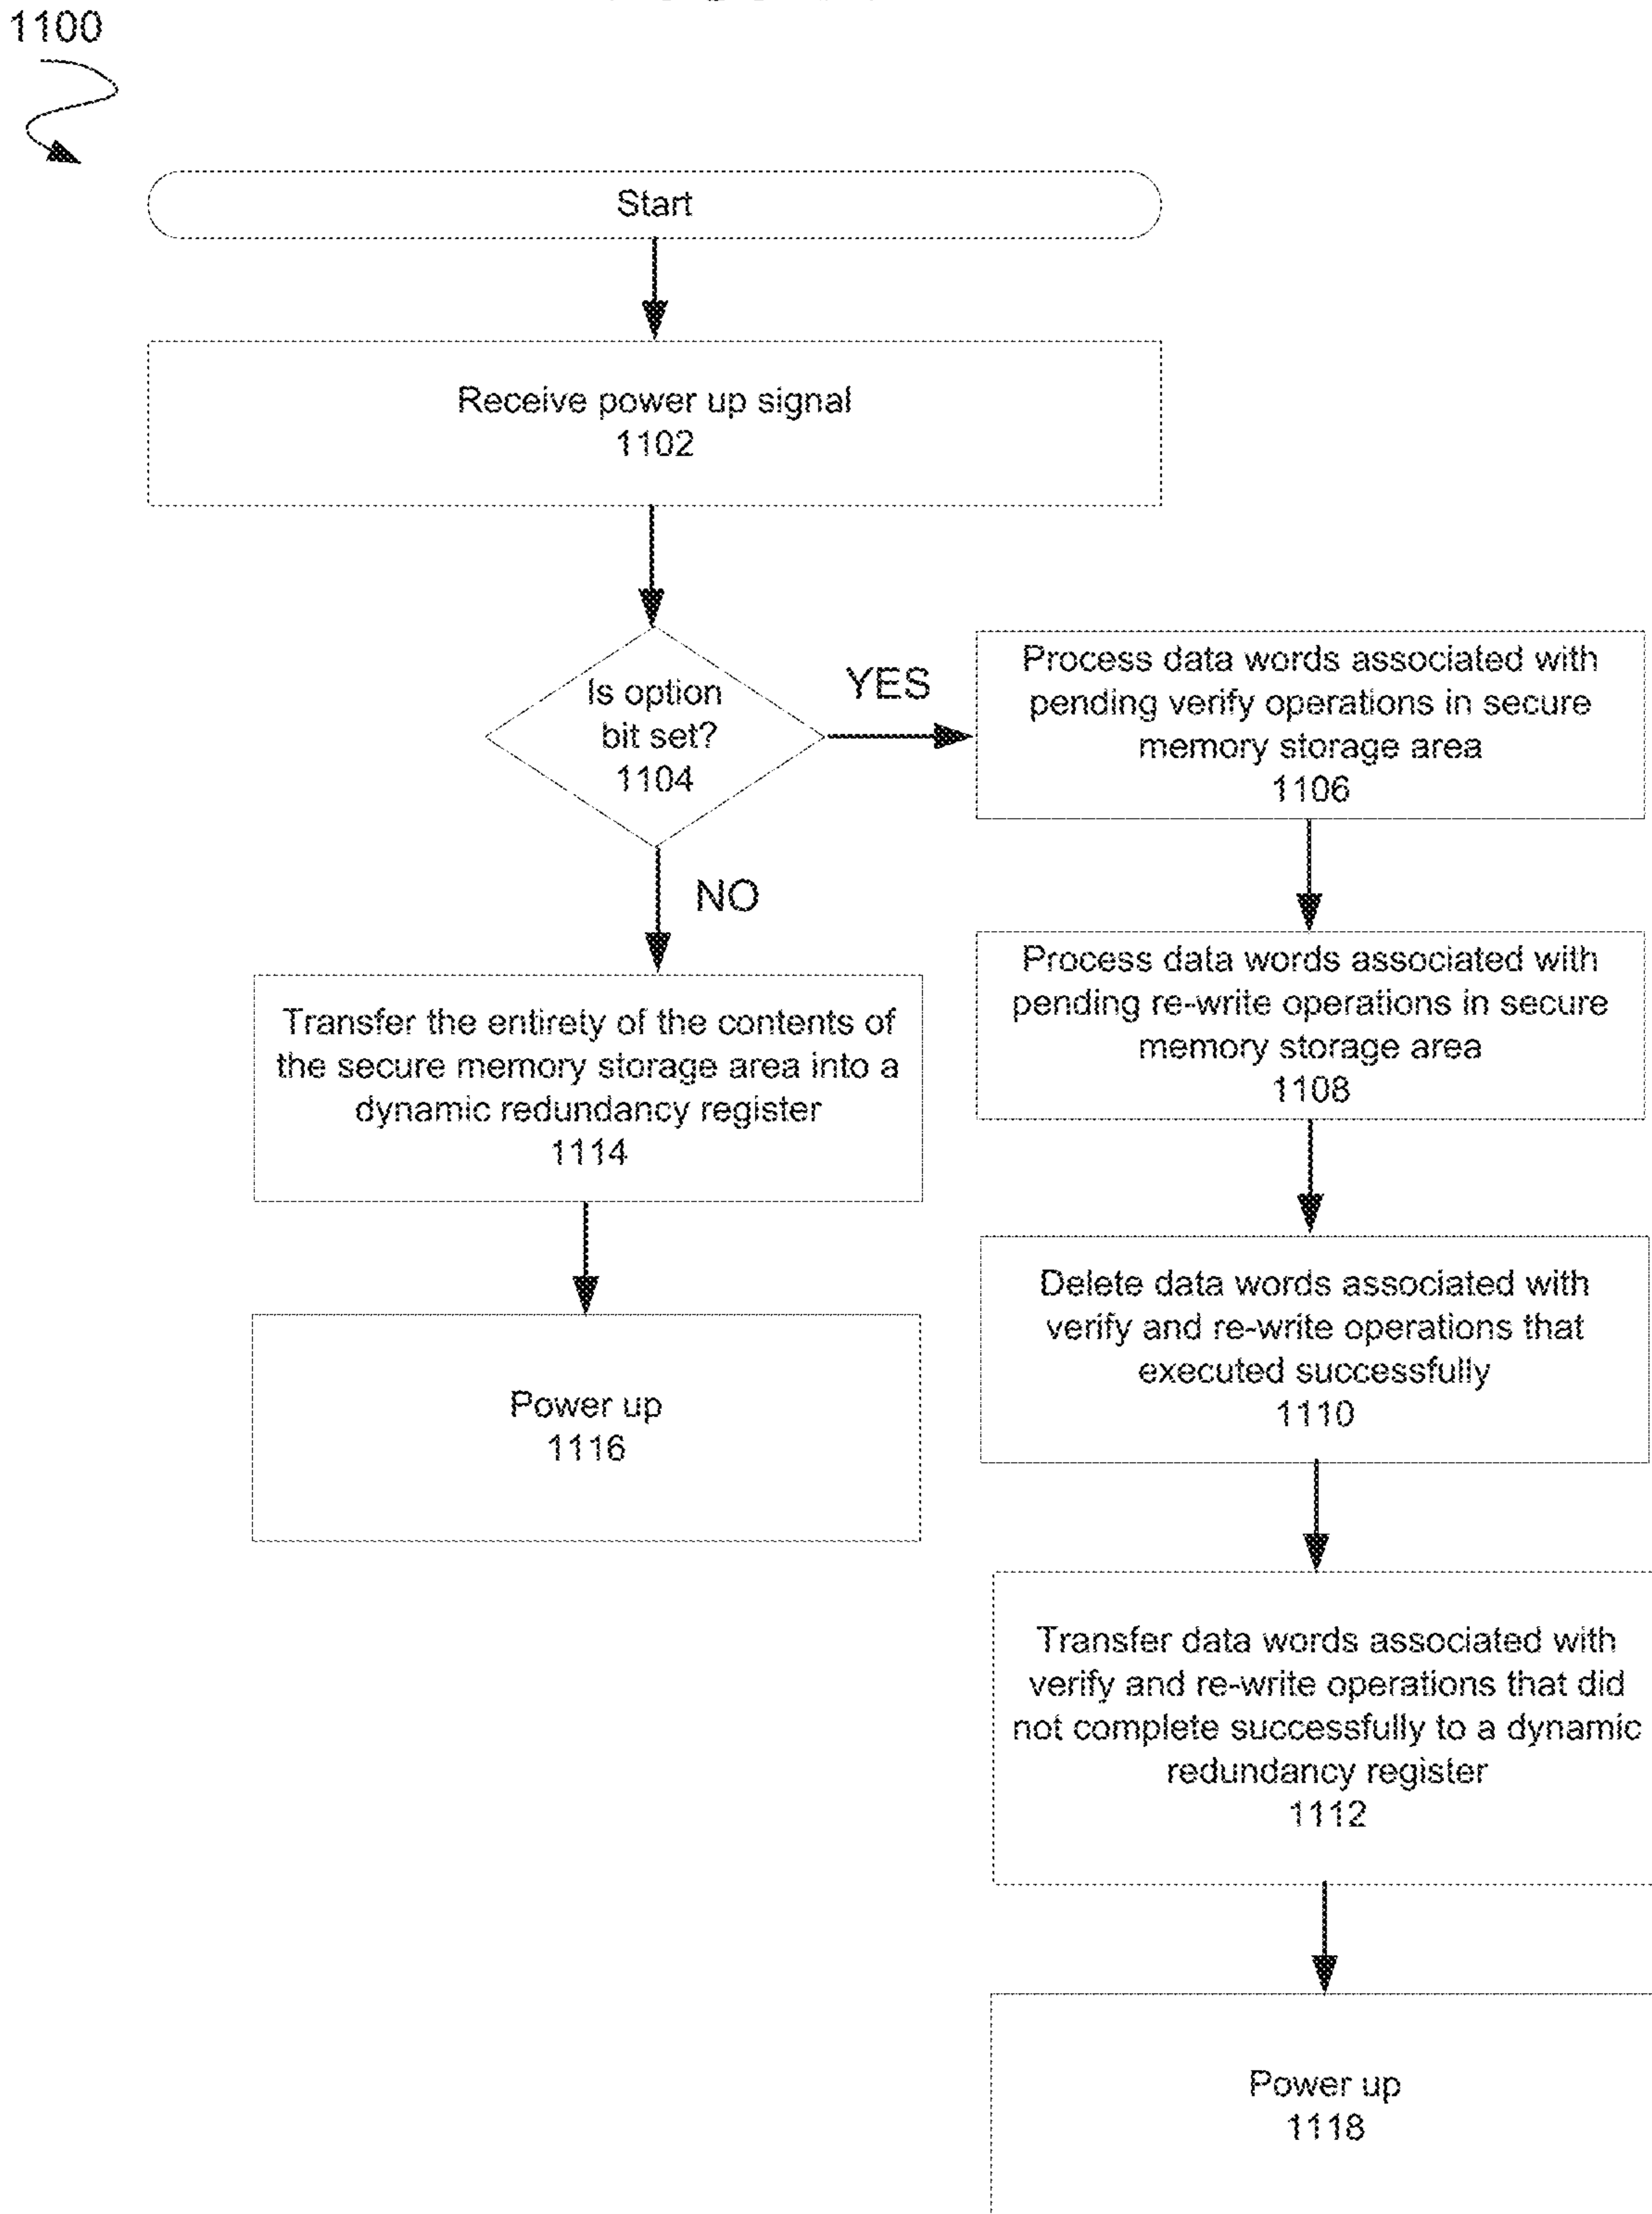 1100
Start
Receive power up signal
1102
Is option
bit set?
1104
YES
NO
Process data words associated with
pending verify operations in secure
memory storage area
1106
Process data words associated with
pending re-write operations in secure
memory storage area
1108
Transfer the entirely of the contents of
the secure memory storage area into a
dynamic redundancy register
1114
Delete data words associated with
verify and re-write operations that
executed successfully
1110
Power up
1116
Transfer data words associated with
verify and re-write operations that did
not complete successfully to a dynamic
redundancy register
1112
Power up
1118